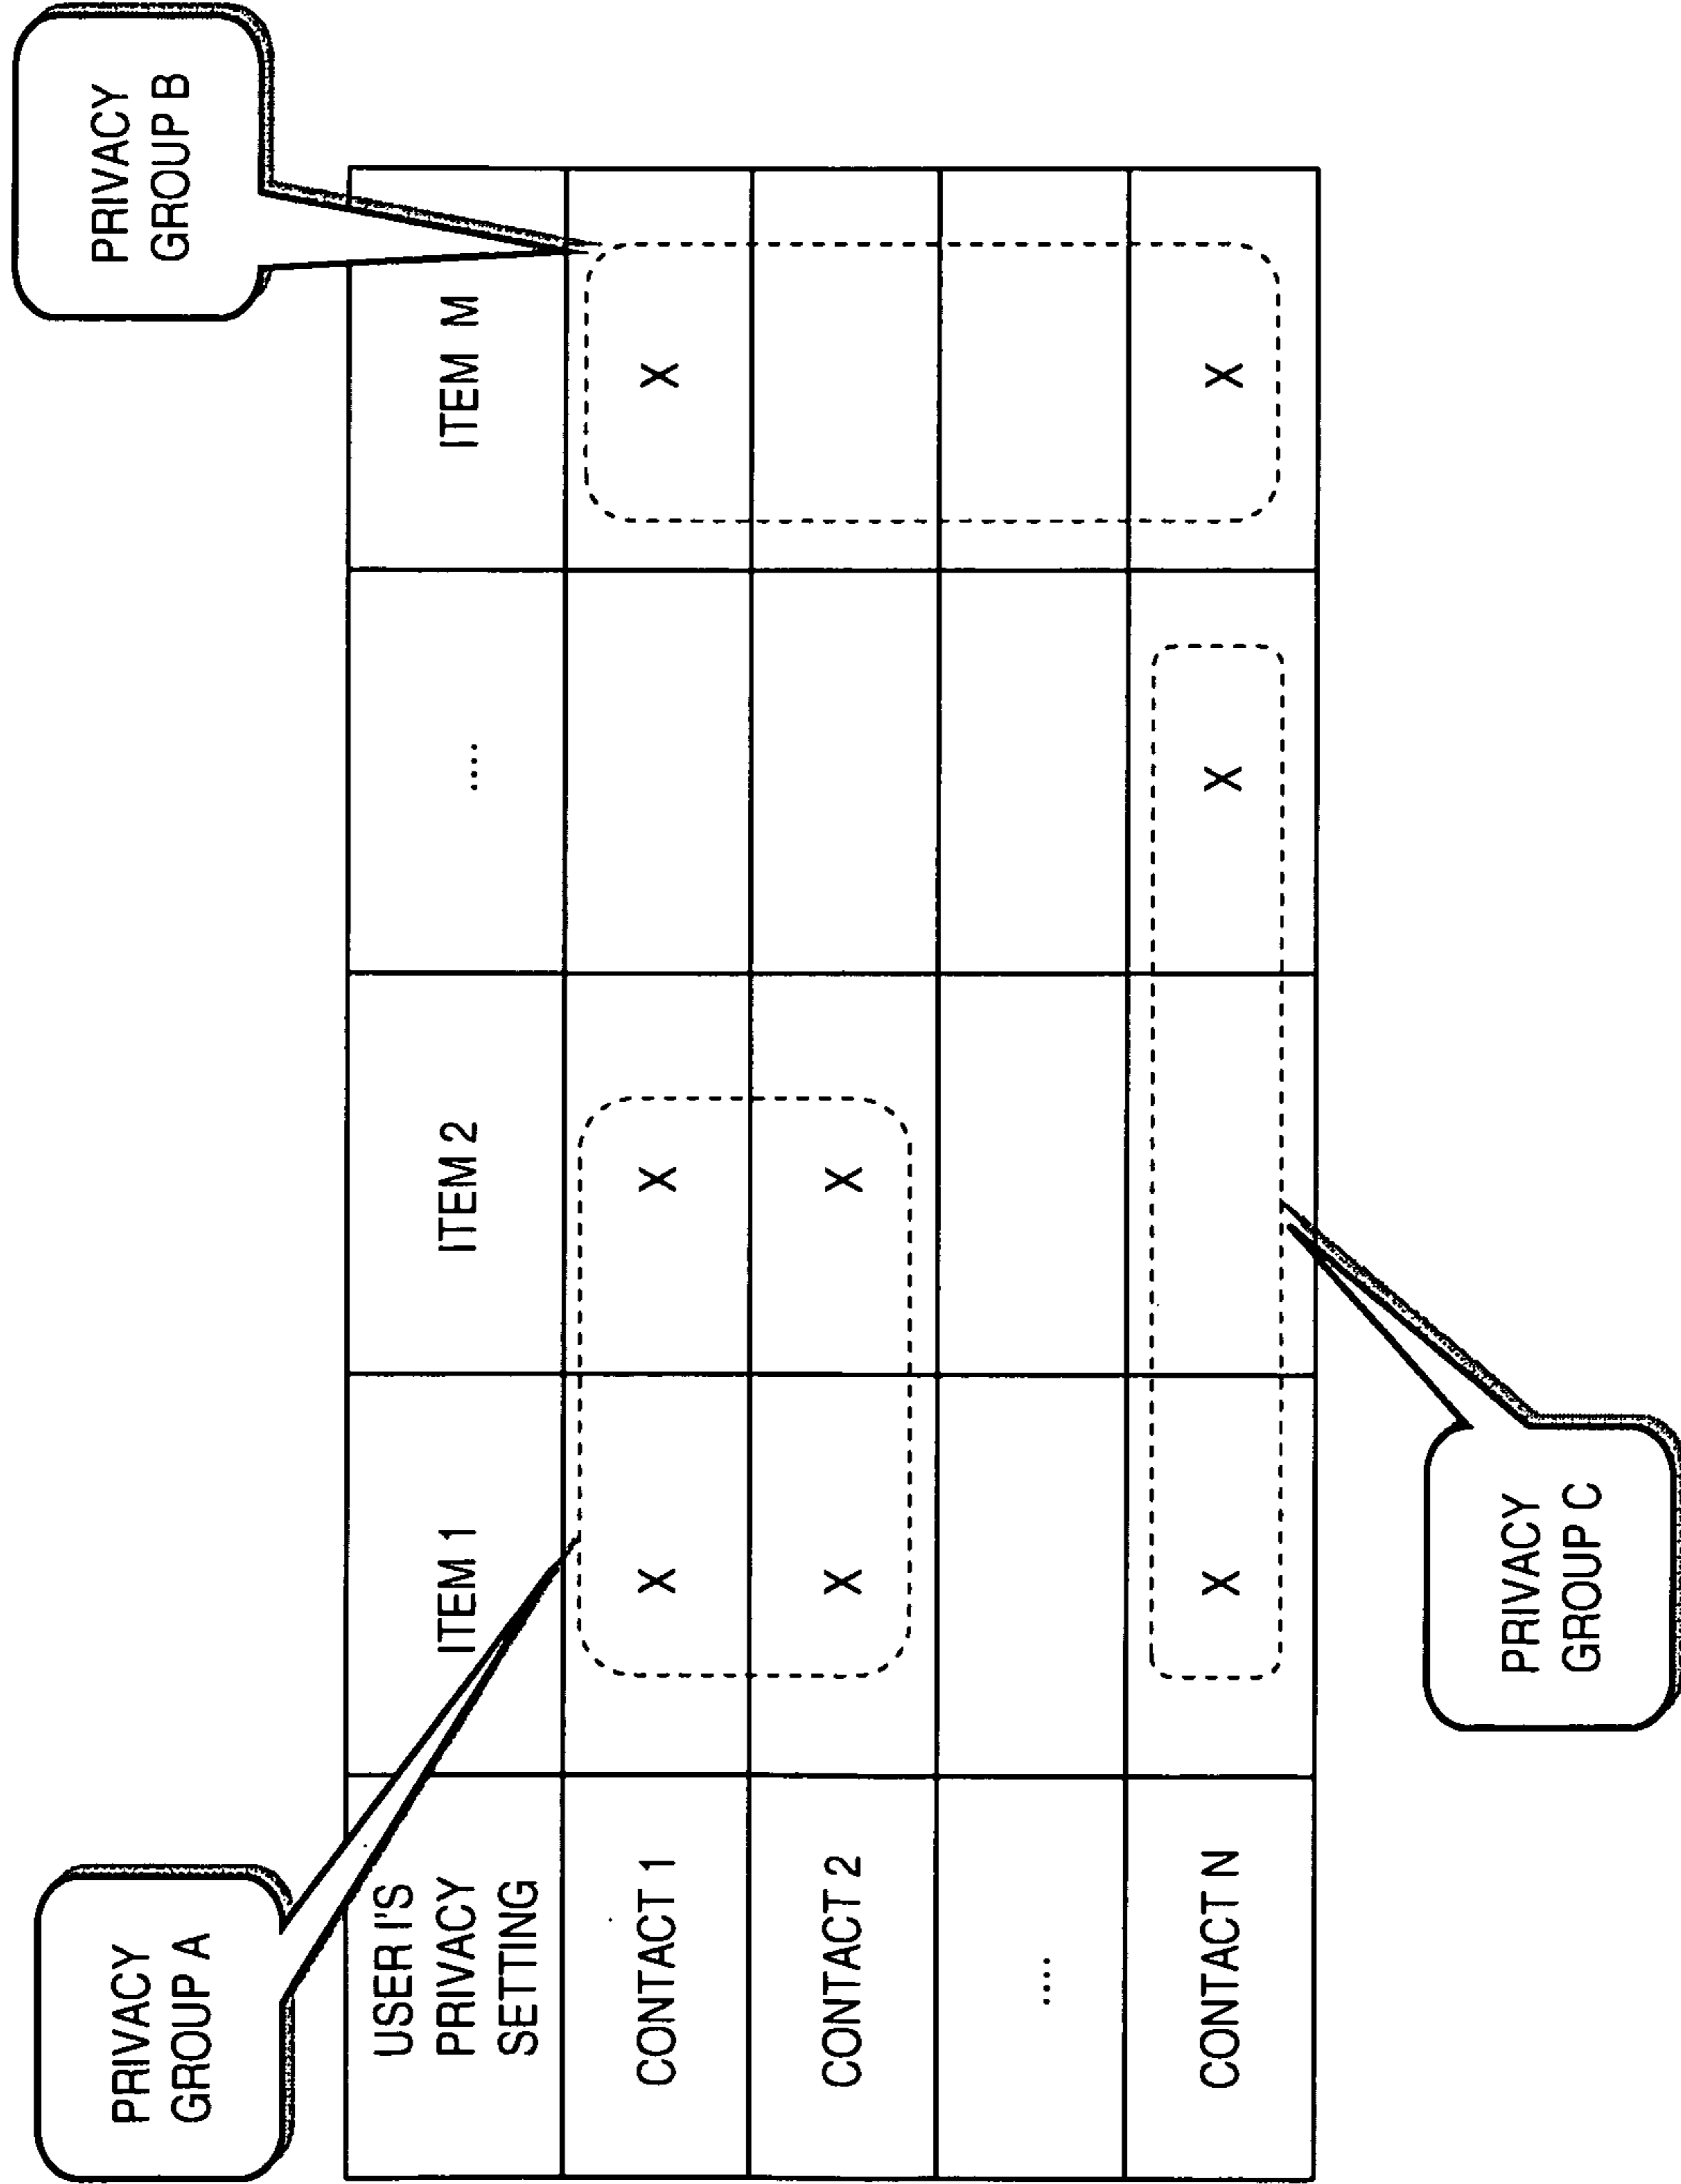 PRIVACY
GROUP A
PRIVACY
GROUP B
USER I'S
PRIVACY
SETTING
ITEM 1
ITEM 2
....
ITEM M
CONTACT 1
X
X
X
CONTACT 2
X
X
....
CONTACT N
X
X
X
PRIVACY
GROUP C